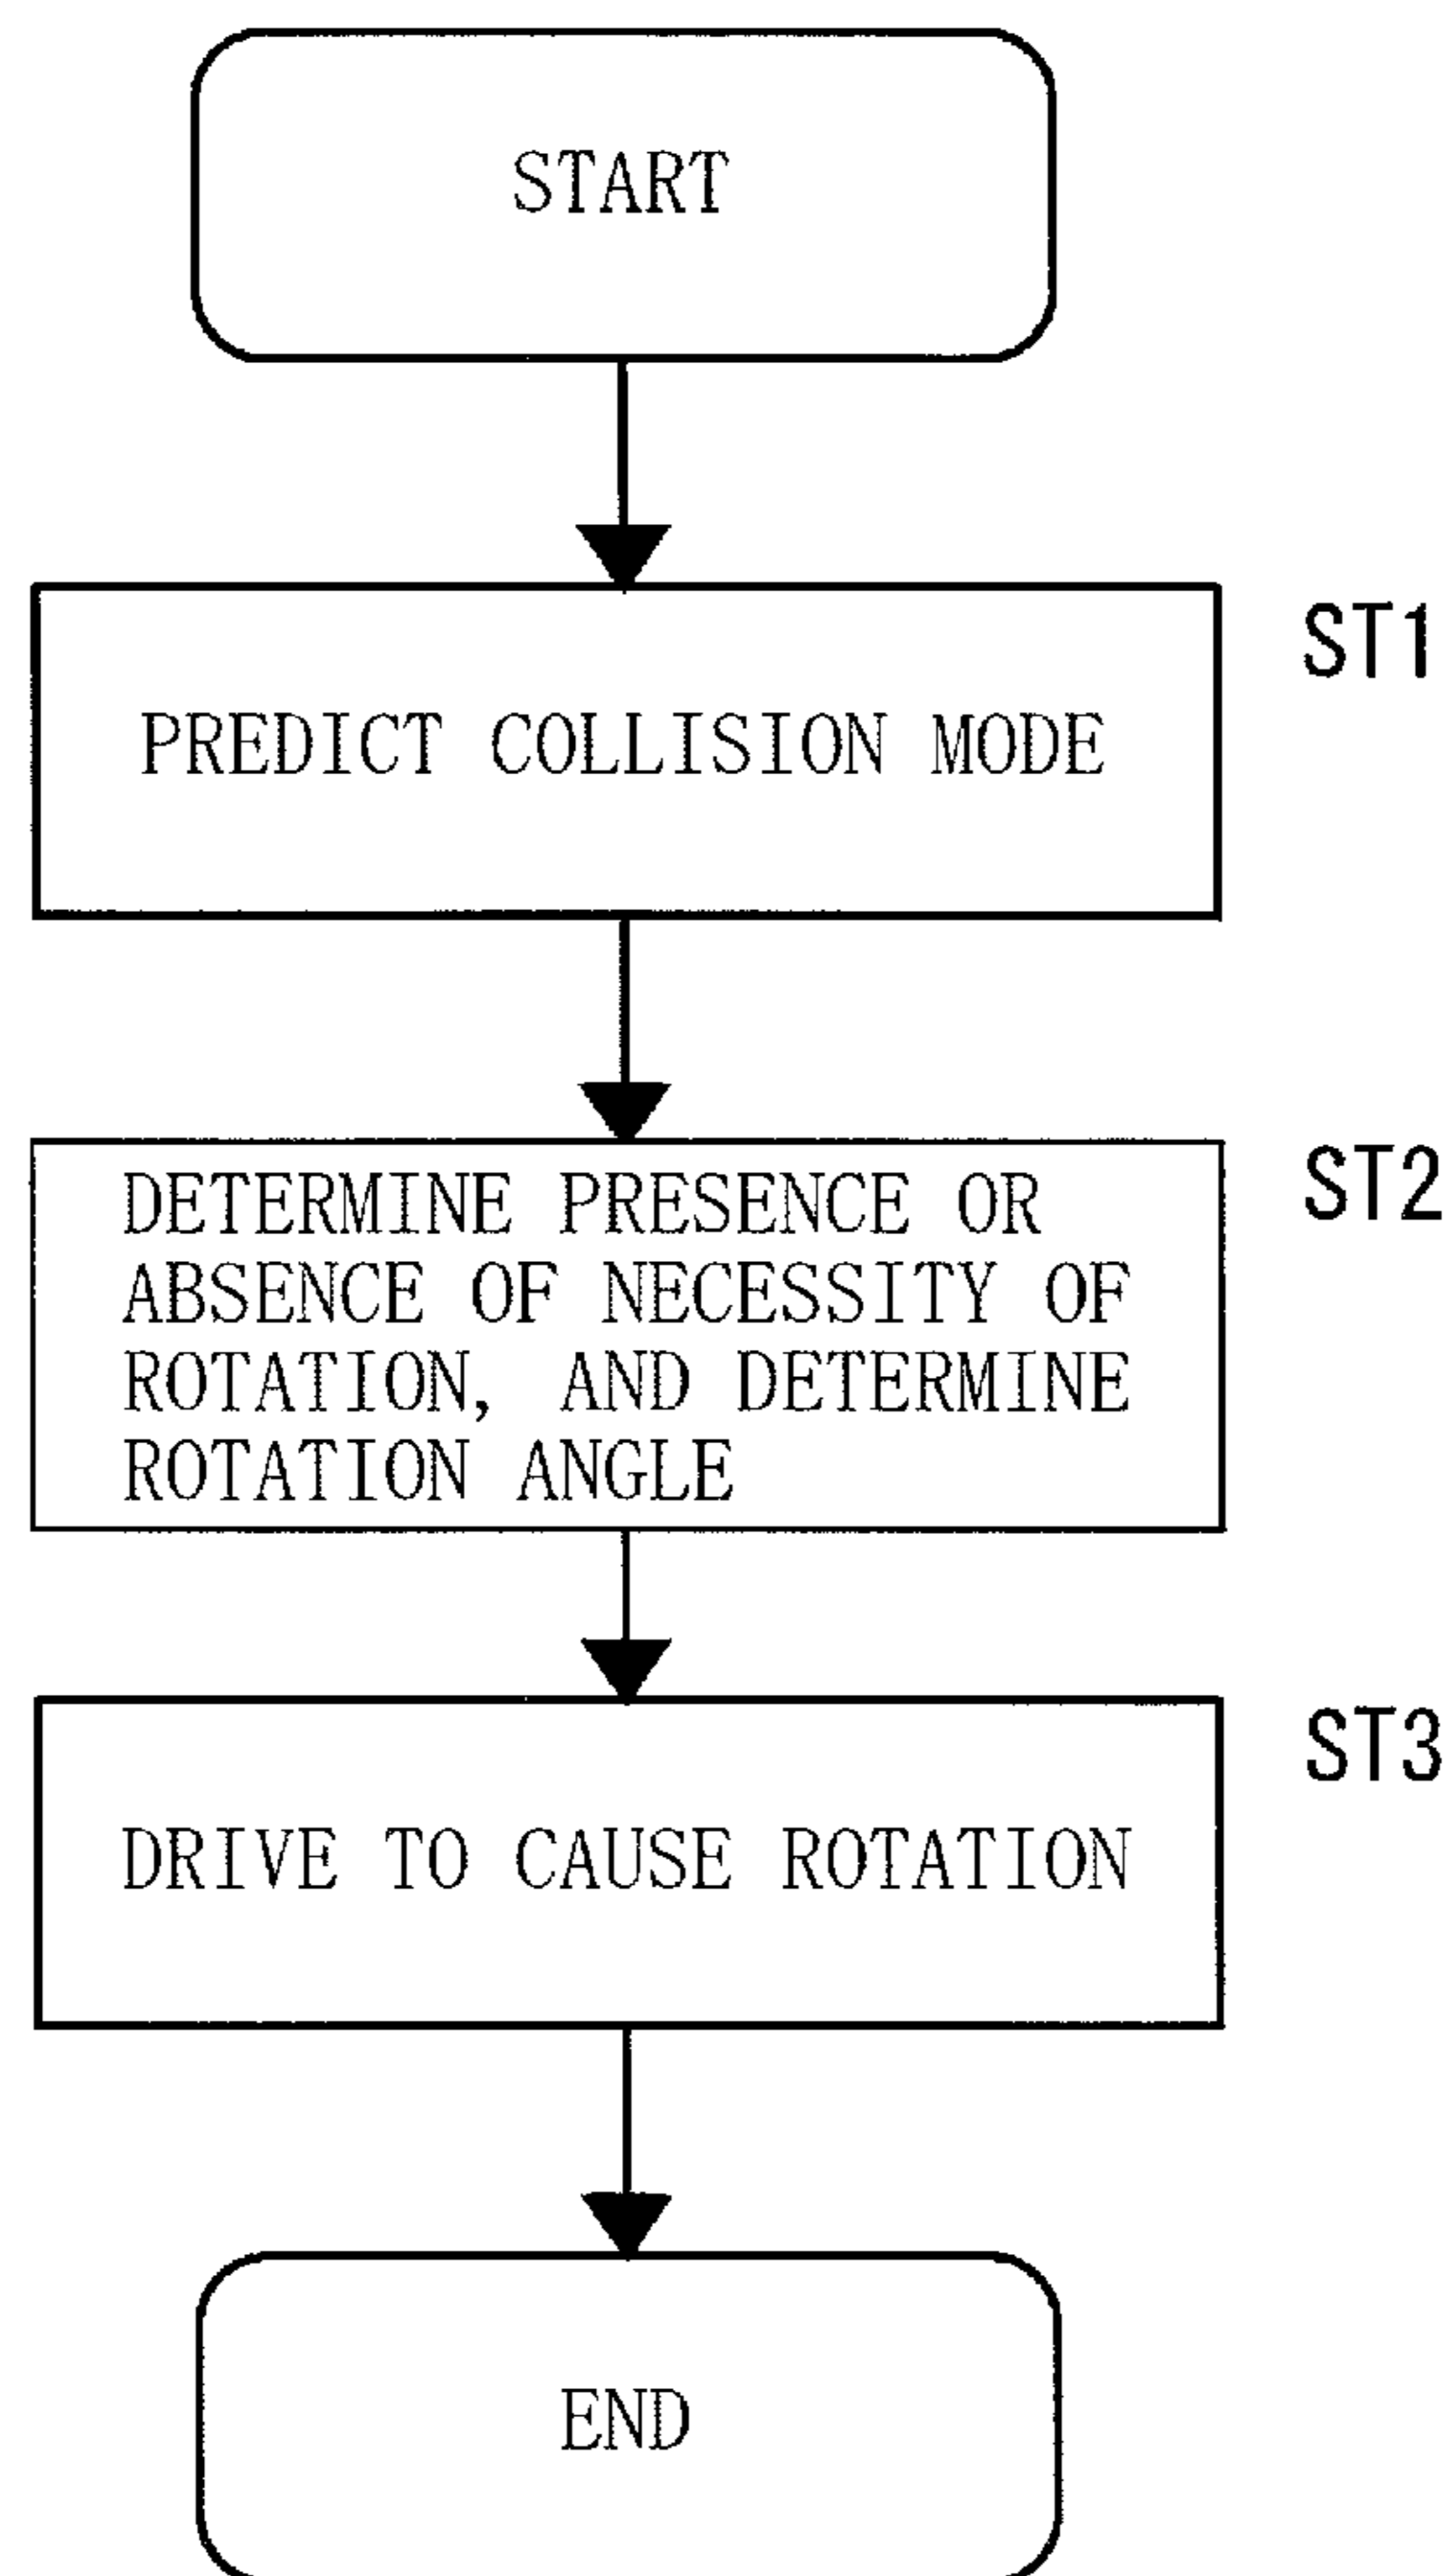 START
ST1
PREDICT COLLISION MODE
ST2
DETERMINE PRESENCE OR
ABSENCE OF NECESSITY OF
ROTATION, AND DETERMINE
ROTATION ANGLE
ST3
DRIVE TO CAUSE ROTATION
END